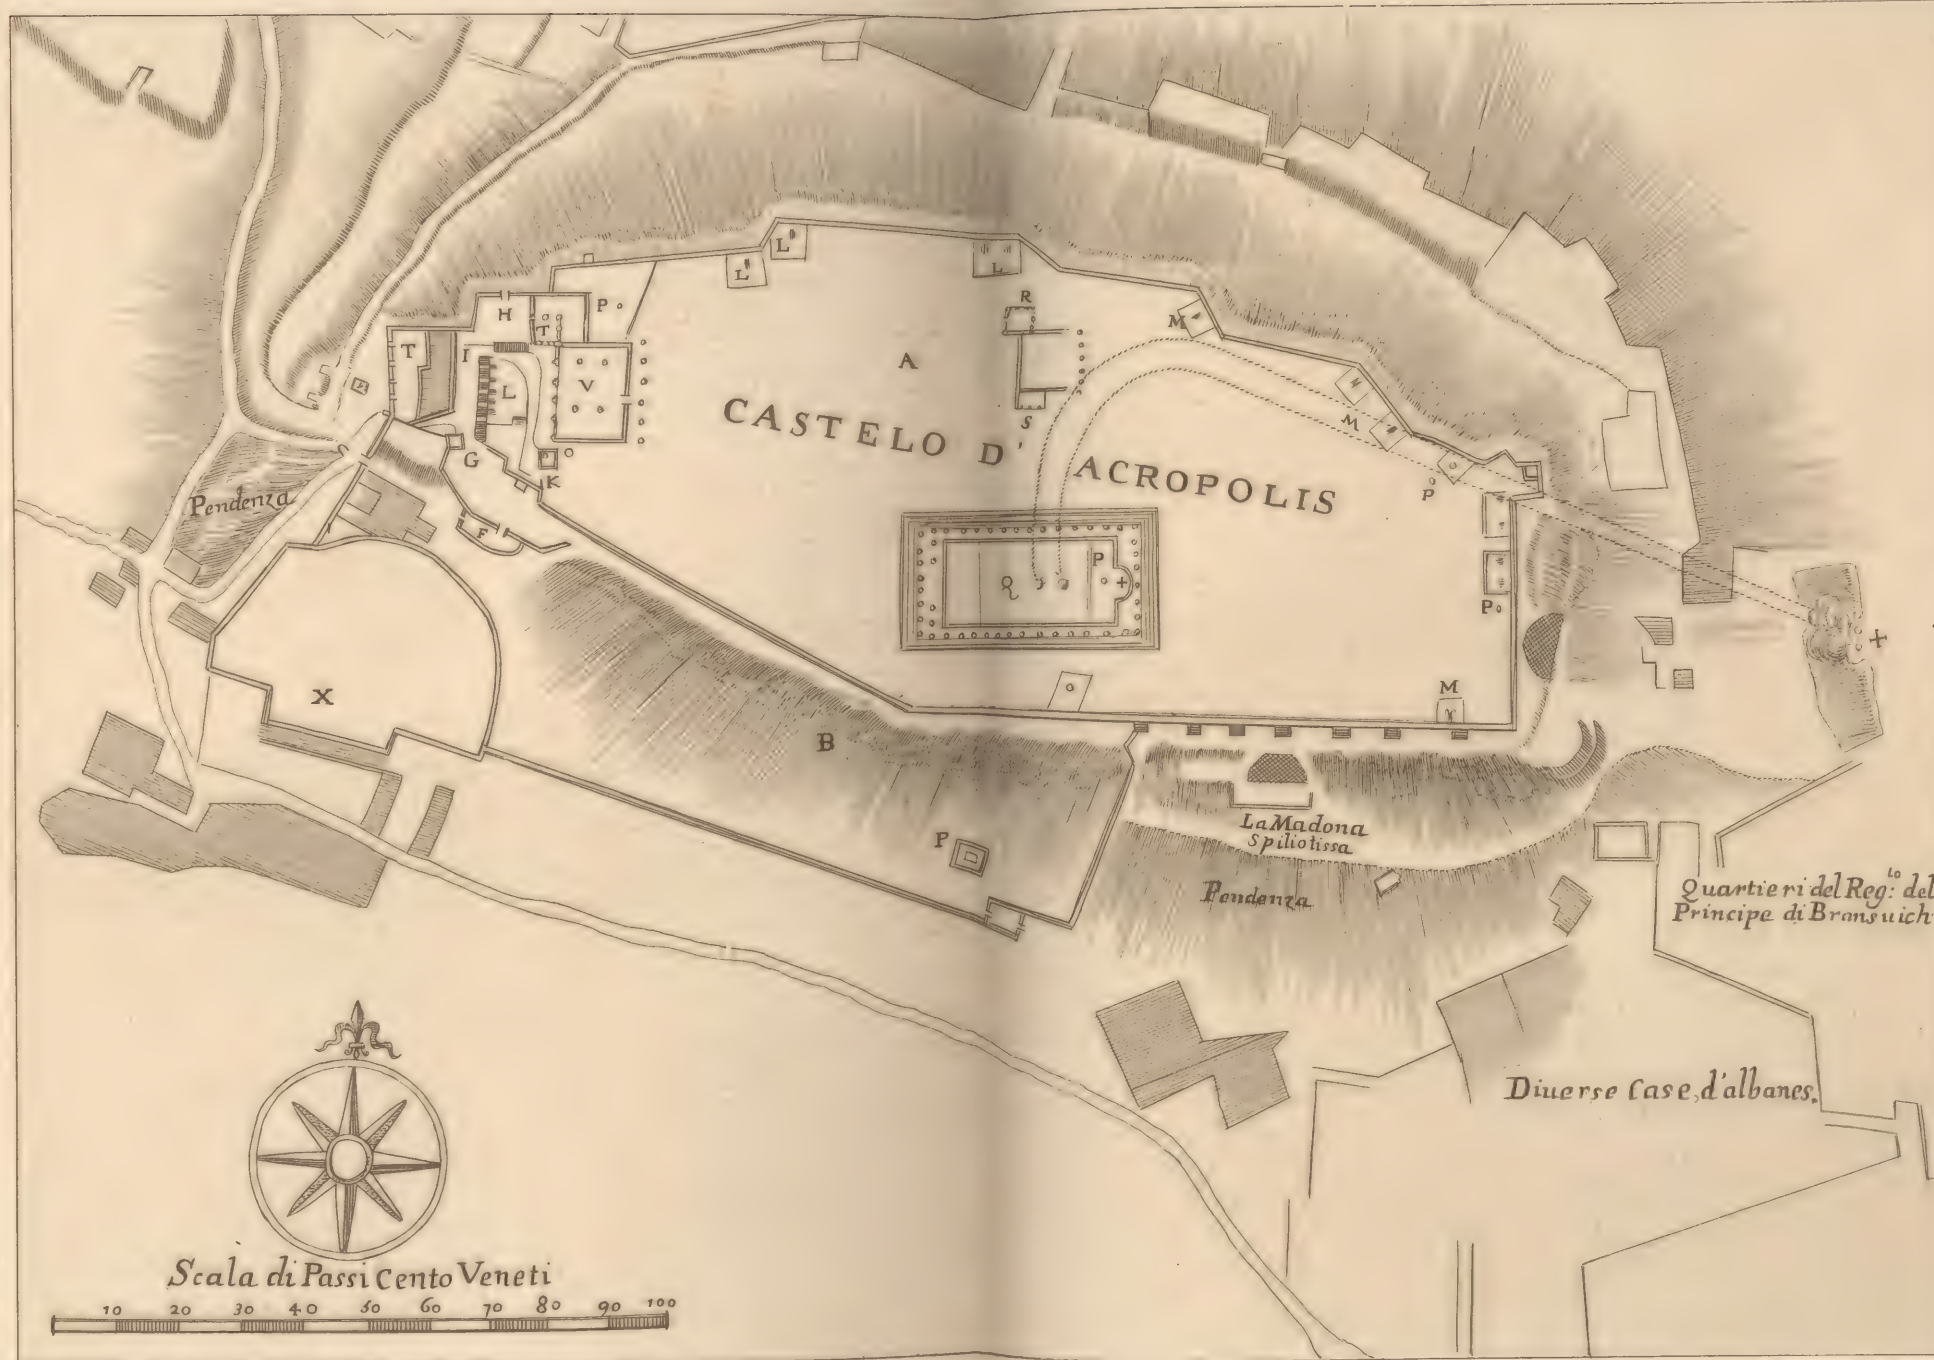 L
L
L
R
H
T
P
M
T
I
L
V
A
S
M
CASTELO D' ACROPOLIS
G
K
P
Pendenza
F
Q
P
P
X
M
B
La Madona
Spiliotissa
P
Pendenza
Quartieri del Reg:to del
Principe di Bransuich
Diuerse Case, d'albanes.
Scala di Passi Cento Veneti
10 20 30 40 50 60 70 80 90 100